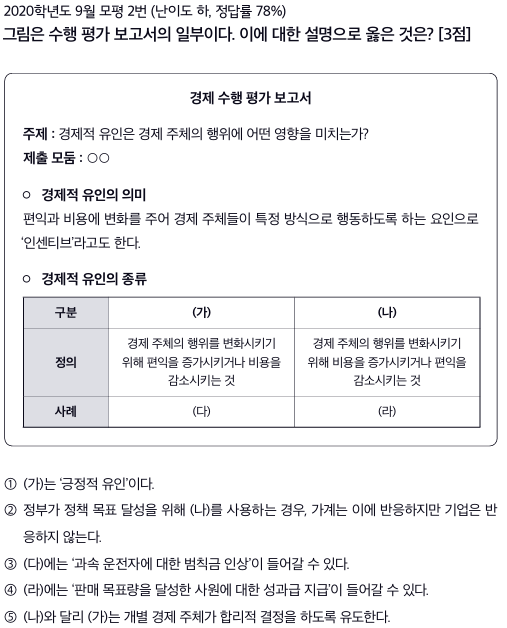 2020학년도 9월 모평 2번 (난이도 하, 정답률 78%)
그림은 수행 평가 보고서의 일부이다. 이에 대한 설명으로 옳은 것은? [3점]
경제 수행 평가 보고서
주제 : 경제적 유인은 경제 주체의 행위에 어떤 영향을 미치는가?
제출 모둠 : ○○
○ 경제적 유인의 의미
편익과 비용에 변화를 주어 경제 주체들이 특정 방식으로 행동하도록 하는 요인으로
‘인센티브’라고도 한다.
○ 경제적 유인의 종류
구분 (가) (나)
정의 경제 주체의 행위를 변화시키기 위해 편익을 증가시키거나 비용을 감소시키는 것 경제 주체의 행위를 변화시키기 위해 비용을 증가시키거나 편익을 감소시키는 것
사례 (다) (라)
① (가)는 ‘긍정적 유인’이다.
② 정부가 정책 목표 달성을 위해 (나)를 사용하는 경우, 가계는 이에 반응하지만 기업은 반
응하지 않는다.
③ (다)에는 ‘과속 운전자에 대한 범칙금 인상’이 들어갈 수 있다.
④ (라)에는 ‘판매 목표량을 달성한 사원에 대한 성과급 지급’이 들어갈 수 있다.
⑤ (나)와 달리 (가)는 개별 경제 주체가 합리적 결정을 하도록 유도한다.